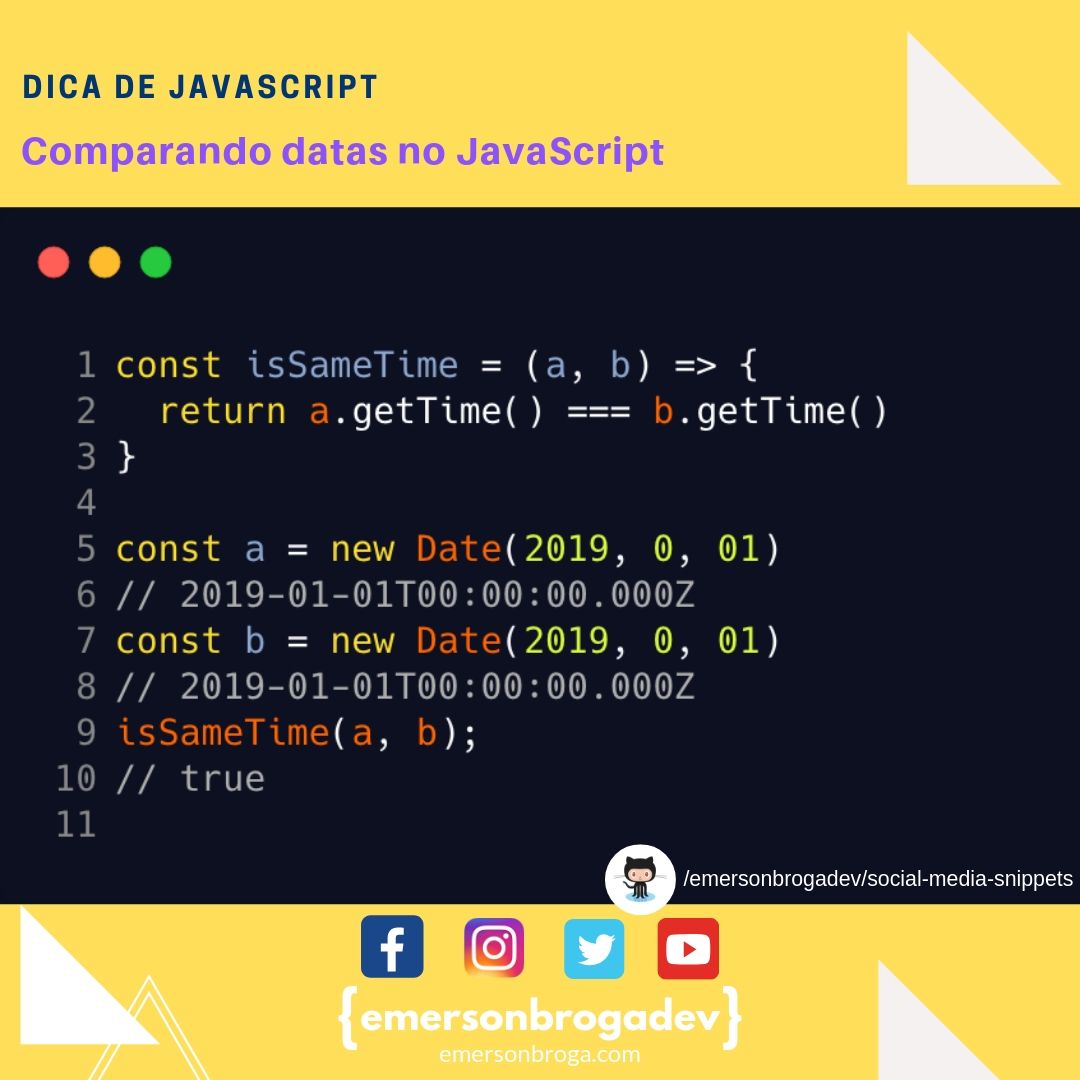 DICA DE JAVASCRIPT
Comparando datas no JavaScript
1 const isSameTime = (a, b) => {
2   return a.getTime() === b.getTime()
3 }
4
5 const a = new Date(2019, 0, 01)
6 // 2019-01-01T00:00:00.000Z
7 const b = new Date(2019, 0, 01)
8 // 2019-01-01T00:00:00.000Z
9 isSameTime(a, b);
10 // true
11
/emersonbrogadev/social-media-snippets
{emersonbrogadev}
emersonbroga.com